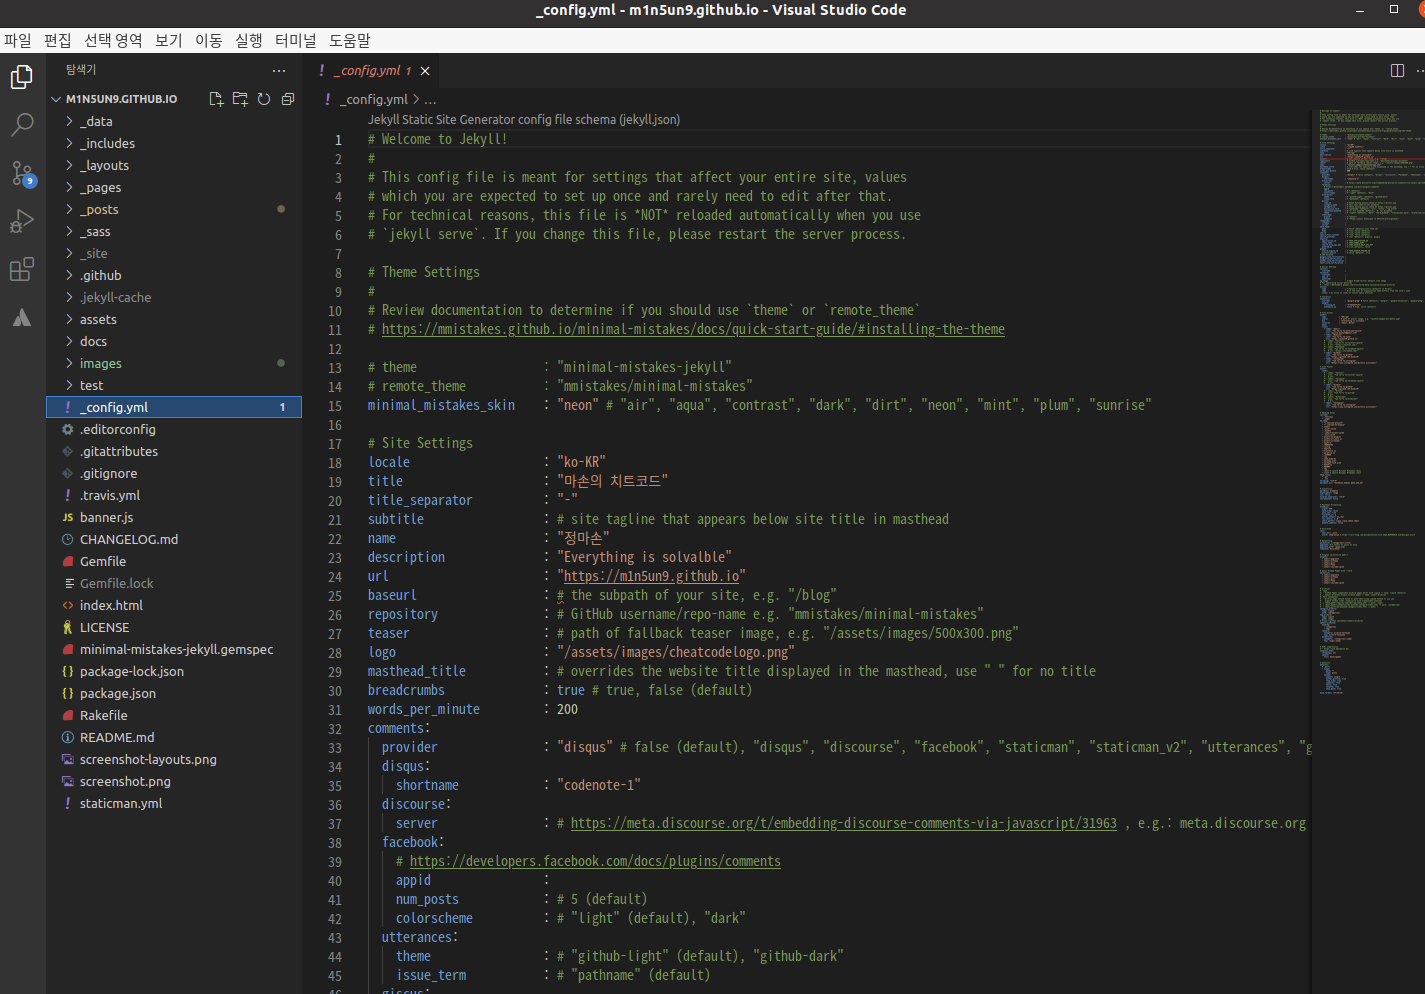 _config.yml - m1n5un9.github.io - Visual Studio Code
파일 편집 선택 영역 보기 이동 실행 터미널 도움말
탐색기
_config.yml 1
M1N5UN9.GITHUB.IO
_config.yml > ...
9
_data
_includes
_layouts
_pages
_posts
_sass
_site
.github
.jekyll-cache
assets
docs
images
test
_config.yml 1
.editorconfig
.gitattributes
.gitignore
.travis.yml
banner.js
CHANGELOG.md
Gemfile
Gemfile.lock
index.html
LICENSE
minimal-mistakes-jekyll.gemspec
package-lock.json
package.json
Rakefile
README.md
screenshot-layouts.png
screenshot.png
staticman.yml
Jekyll Static Site Generator config file schema (jekyll.json)
1 # Welcome to Jekyll!
2 #
3 # This config file is meant for settings that affect your entire site, values
4 # which you are expected to set up once and rarely need to edit after that.
5 # For technical reasons, this file is *NOT* reloaded automatically when you use
6 # `jekyll serve`. If you change this file, please restart the server process.
7
8 # Theme Settings
9 #
10 # Review documentation to determine if you should use `theme` or `remote_theme`
11 # https://mmistakes.github.io/minimal-mistakes/docs/quick-start-guide/#installing-the-theme
12
13 # theme : "minimal-mistakes-jekyll"
14 # remote_theme : "mmistakes/minimal-mistakes"
15 minimal_mistakes_skin : "neon" # "air", "aqua", "contrast", "dark", "dirt", "neon", "mint", "plum", "sunrise"
16
17 # Site Settings
18 locale : "ko-KR"
19 title : "마손의 치트코드"
20 title_separator : "-"
21 subtitle : # site tagline that appears below site title in masthead
22 name : "정마손"
23 description : "Everything is solvalble"
24 url : "https://m1n5un9.github.io"
25 baseurl : # the subpath of your site, e.g. "/blog"
26 repository : # GitHub username/repo-name e.g. "mmistakes/minimal-mistakes"
27 teaser : # path of fallback teaser image, e.g. "/assets/images/500x300.png"
28 logo : "/assets/images/cheatcodelogo.png"
29 masthead_title : # overrides the website title displayed in the masthead, use " " for no title
30 breadcrumbs : true # true, false (default)
31 words_per_minute : 200
32 comments:
33 provider : "disqus" # false (default), "disqus", "discourse", "facebook", "staticman", "staticman_v2", "utterances", "g
34 disqus:
35 shortname : "codenote-1"
36 discourse:
37 server : # https://meta.discourse.org/t/embedding-discourse-comments-via-javascript/31963 , e.g.: meta.discourse.org
38 facebook:
39 # https://developers.facebook.com/docs/plugins/comments
40 appid :
41 num_posts : # 5 (default)
42 colorscheme : # "light" (default), "dark"
43 utterances:
44 theme : # "github-light" (default), "github-dark"
45 issue_term : # "pathname" (default)
46 giscus: